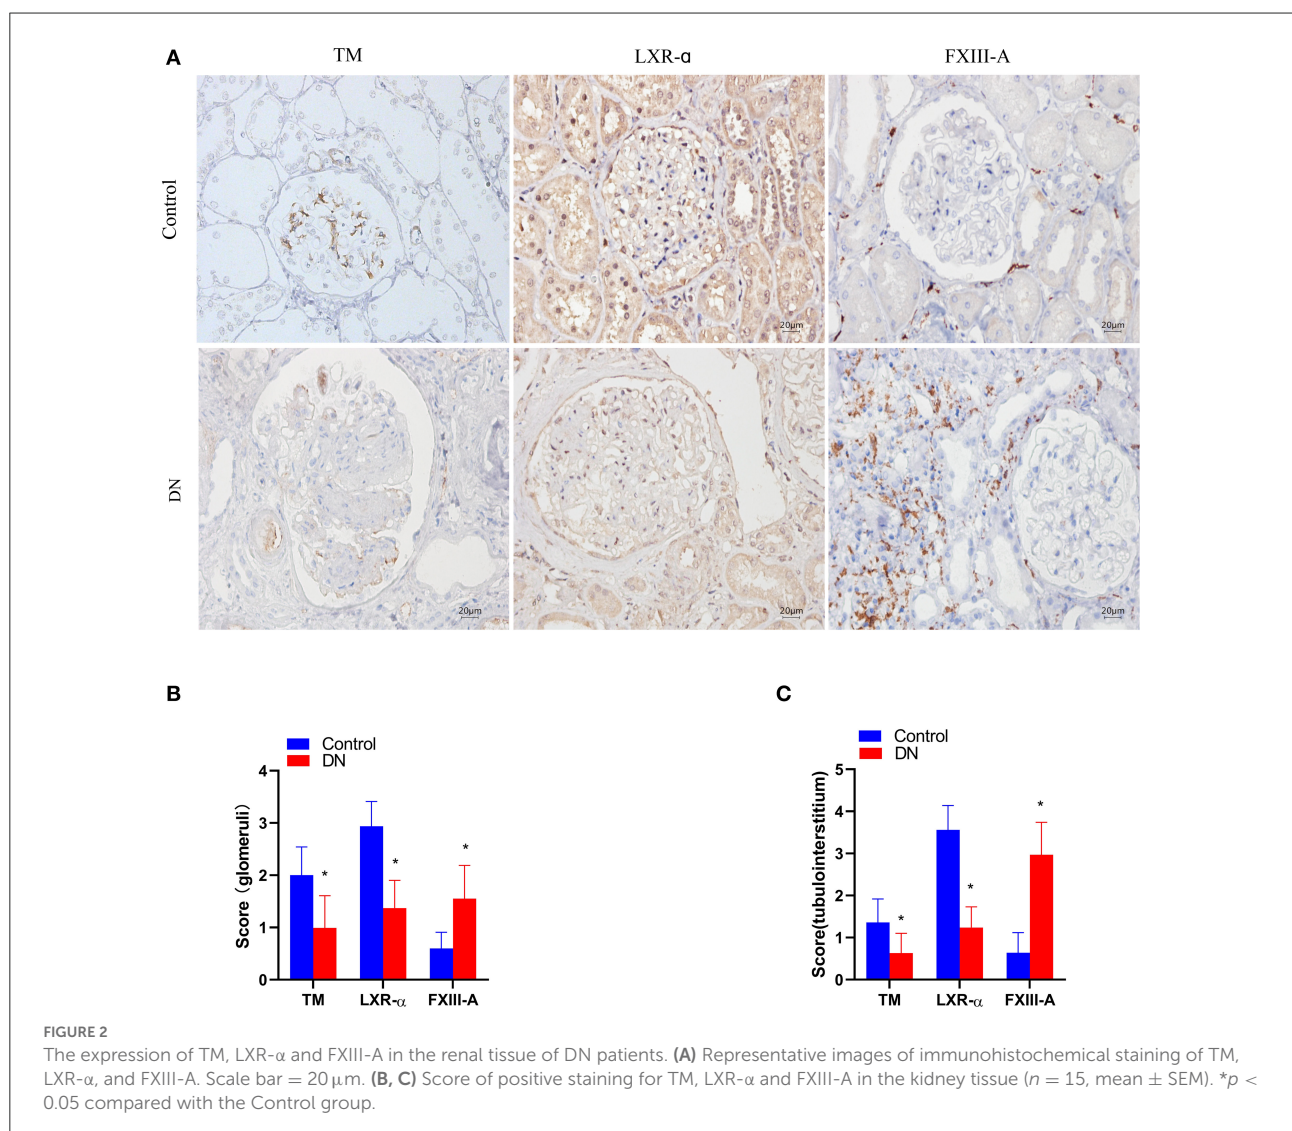 A
TM
LXR-α
FXIII-A
Control
20μm
20μm
DN
20μm
20μm
20μm
B
C
Control
DN
Score (glomeruli)
4
3
2
1
0
*
*
*
TM
LXR-α
FXIII-A
Control
DN
Score(tubulointerstitium)
5
4
3
2
1
0
*
*
*
TM
LXR-α
FXIII-A
FIGURE 2
The expression of TM, LXR-α and FXIII-A in the renal tissue of DN patients. (A) Representative images of immunohistochemical staining of TM,
LXR-α, and FXIII-A. Scale bar = 20 μm. (B, C) Score of positive staining for TM, LXR-α and FXIII-A in the kidney tissue (n = 15, mean ± SEM). *p <
0.05 compared with the Control group.